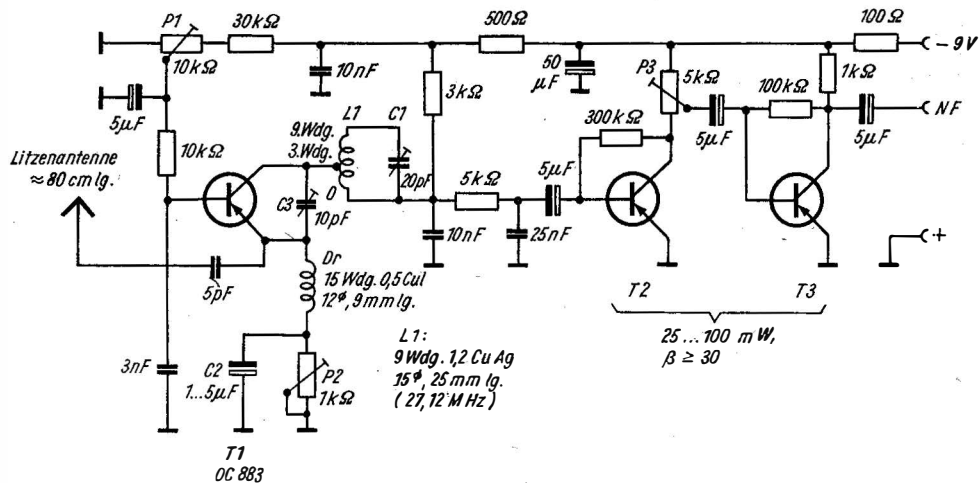 P1
30kΩ
500Ω
100Ω
-9V
10kΩ
10nF
60
µF
P3
5kΩ
1kΩ
5µF
3kΩ
100kΩ
NF
5µF
5µF
L1
C1
9.Wdg.
3.Wdg.
0
20pF
300kΩ
10kΩ
Litzenantenne
≈ 80 cm lg.
C3
10pF
5kΩ
5µF
10nF
25nF
+
5pF
Dr
15 Wdg. 0,5 CuL
12⌀, 9 mm lg.
T2
T3
25 ... 100 mW,
β ≥ 30
L1:
9 Wdg. 1,2 Cu Ag
15⌀, 25 mm lg.
(27,12 MHz)
3nF
C2
1...5µF
P2
1kΩ
T1
OC 883